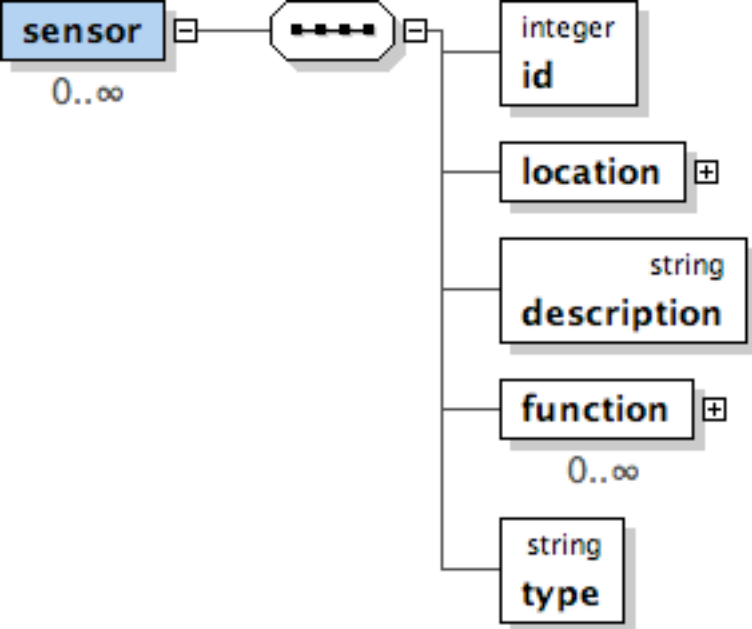 sensor
0..∞
integer
id
location
string
description
function
0..∞
string
type